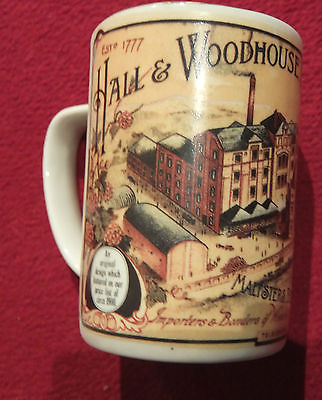 ESTD 1777
HALL & WOODHOUSE
An
original
design which
featured on our
price list of
circa 1900.
MALTSTER &
Importers & Bonders of